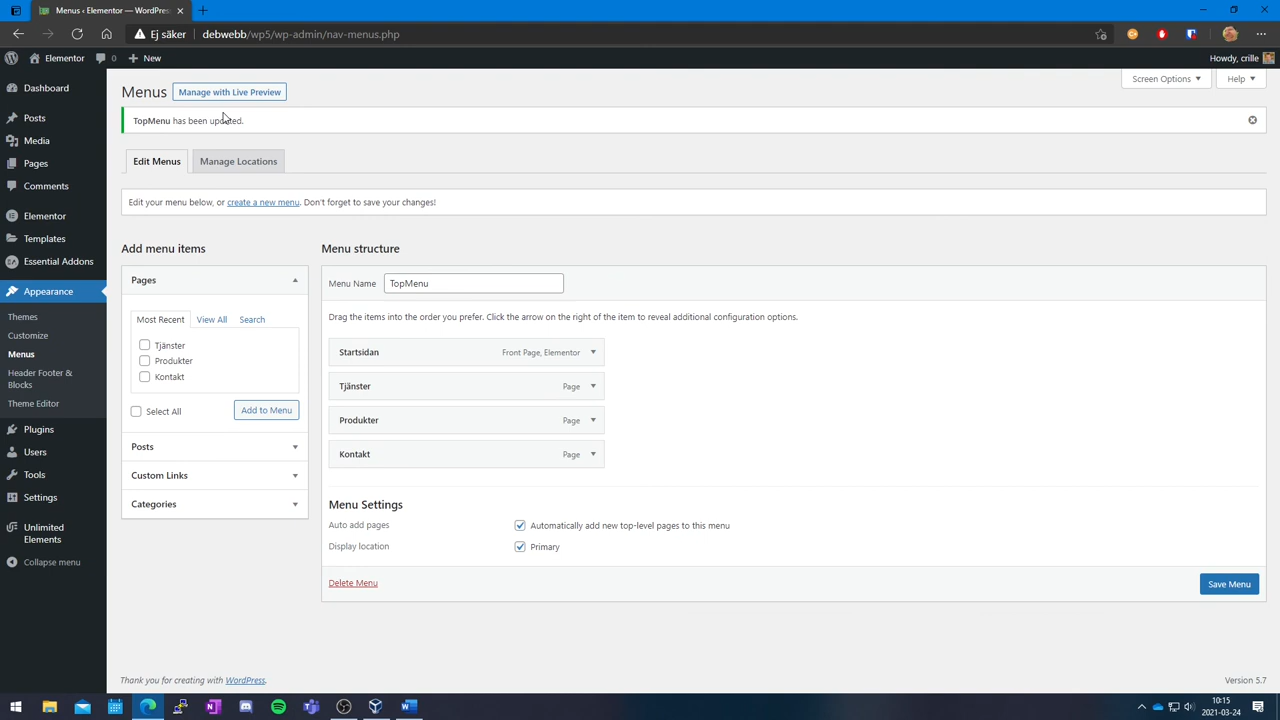 Menus ‹ Elementor — WordPress
Ej säker
debwebb/wp5/wp-admin/nav-menus.php
Elementor
0
New
Howdy, crille
Dashboard
Posts
Media
Pages
Comments
Elementor
Templates
Essential Addons
Appearance
Themes
Customize
Menus
Header Footer &
Blocks
Theme Editor
Plugins
Users
Tools
Settings
Unlimited
Elements
Collapse menu
Menus
Manage with Live Preview
Screen Options
Help
TopMenu has been updated.
Edit Menus
Manage Locations
Edit your menu below, or create a new menu. Don't forget to save your changes!
Add menu items
Pages
Most Recent
View All
Search
Tjänster
Produkter
Kontakt
Select All
Add to Menu
Posts
Custom Links
Categories
Menu structure
Menu Name
TopMenu
Drag the items into the order you prefer. Click the arrow on the right of the item to reveal additional configuration options.
Startsidan
Front Page, Elementor
Tjänster
Page
Produkter
Page
Kontakt
Page
Menu Settings
Auto add pages
Automatically add new top-level pages to this menu
Display location
Primary
Delete Menu
Save Menu
Thank you for creating with WordPress.
Version 5.7
10:15
2021-03-24